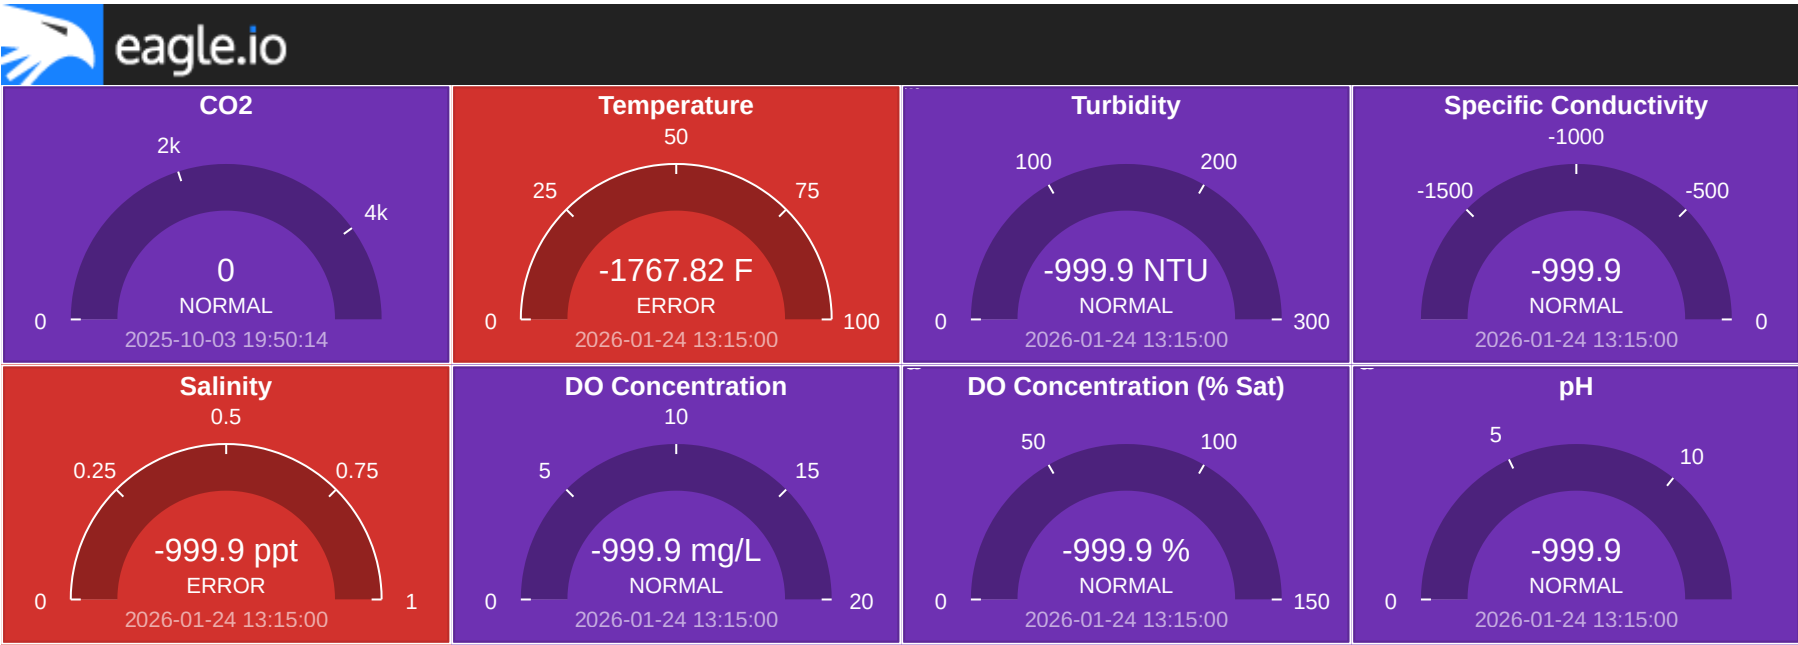 eagle.io
CO2
2k
4k
0
0
NORMAL
2025-10-03 19:50:14
Temperature
50
25
75
-1767.82 F
ERROR
0
100
2026-01-24 13:15:00
Turbidity
100
200
-999.9 NTU
NORMAL
0
300
2026-01-24 13:15:00
Specific Conductivity
-1000
-1500
-500
-999.9
NORMAL
0
2026-01-24 13:15:00
Salinity
0.5
0.25
0.75
-999.9 ppt
ERROR
0
1
2026-01-24 13:15:00
DO Concentration
10
5
15
-999.9 mg/L
NORMAL
0
20
2026-01-24 13:15:00
DO Concentration (% Sat)
50
100
-999.9 %
NORMAL
0
150
2026-01-24 13:15:00
pH
5
10
-999.9
NORMAL
0
2026-01-24 13:15:00